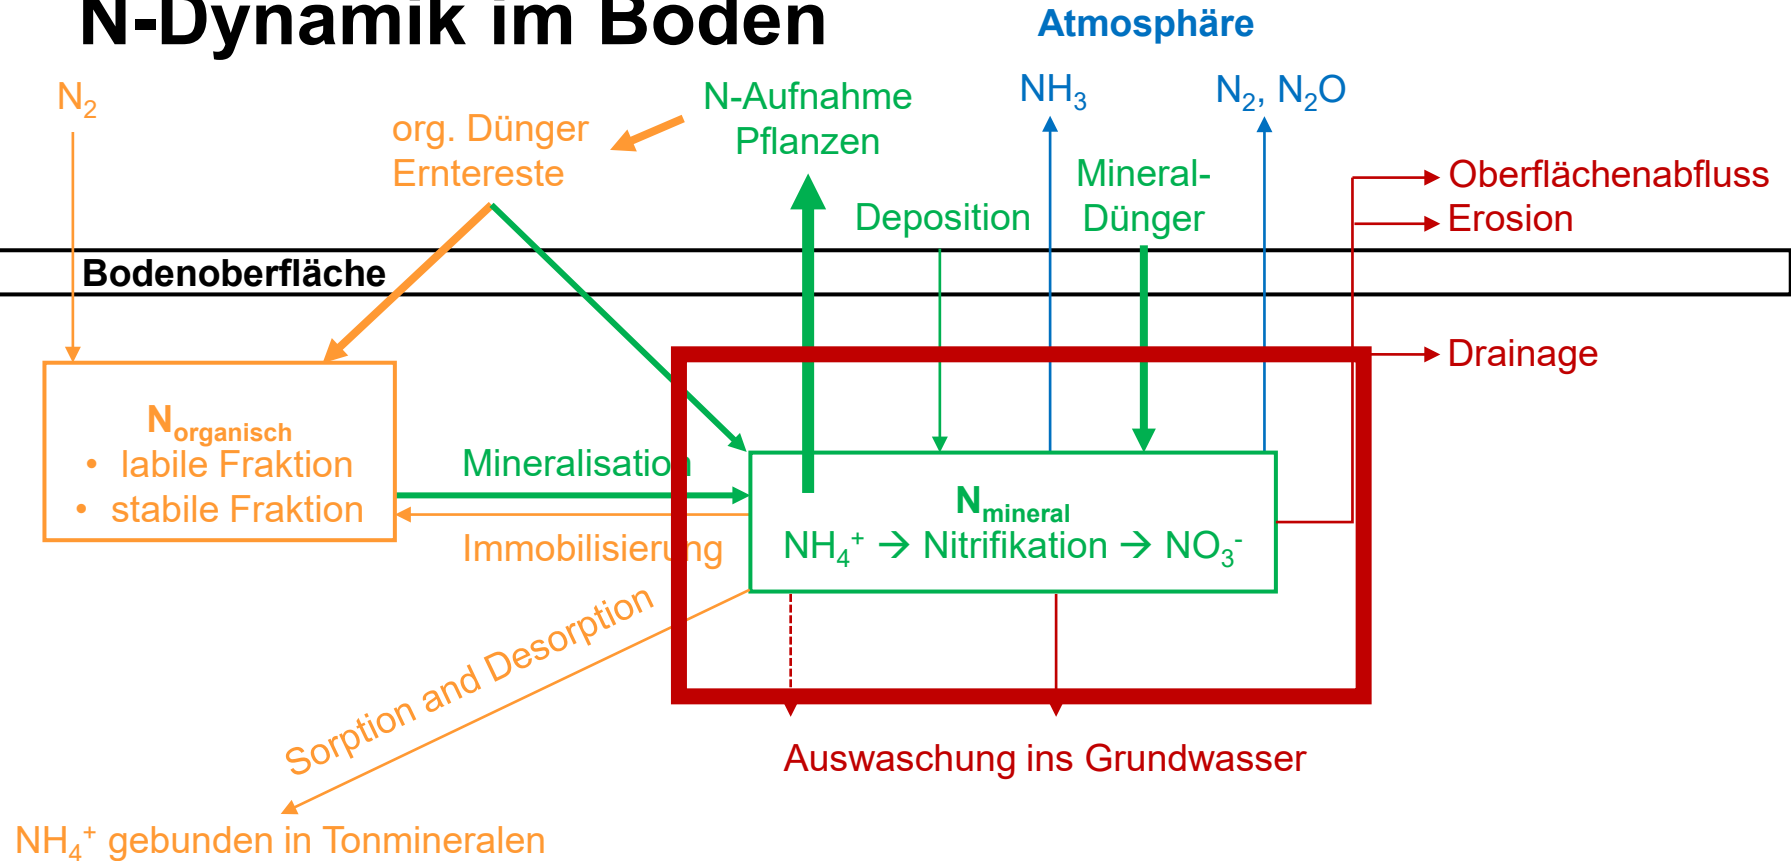 N-Dynamik im Boden
Atmosphäre
N₂
org. Dünger
Erntereste
N-Aufnahme
Pflanzen
NH₃
N₂, N₂O
Deposition
Mineral-
Dünger
Oberflächenabfluss
Erosion
Bodenoberfläche
Drainage
N organisch
• labile Fraktion
• stabile Fraktion
Mineralisation
Immobilisierung
N mineral
NH₄⁺ → Nitrifikation → NO₃⁻
Sorption and Desorption
Auswaschung ins Grundwasser
NH₄⁺ gebunden in Tonmineralen